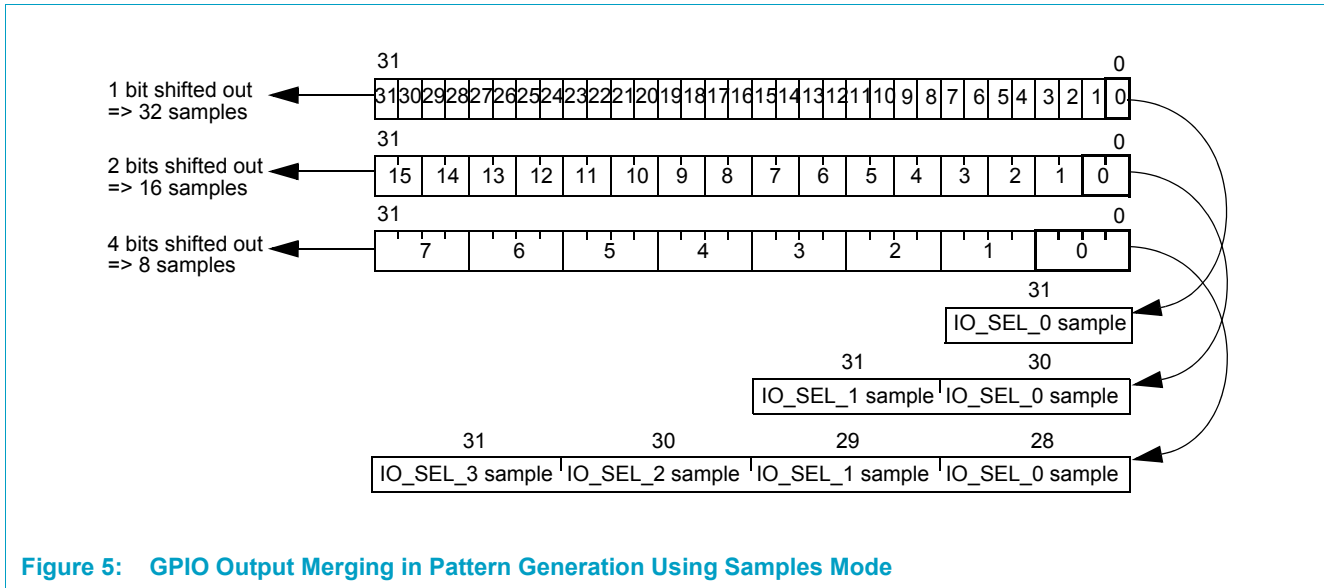 31 0
1 bit shifted out
=> 32 samples
31 30 29 28 27 26 25 24 23 22 21 20 19 18 17 16 15 14 13 12 11 10 9 8 7 6 5 4 3 2 1 0
31 0
2 bits shifted out
=> 16 samples
15 14 13 12 11 10 9 8 7 6 5 4 3 2 1 0
31 0
4 bits shifted out
=> 8 samples
7 6 5 4 3 2 1 0
31
IO_SEL_0 sample
31 30
IO_SEL_1 sample IO_SEL_0 sample
31 30 29 28
IO_SEL_3 sample IO_SEL_2 sample IO_SEL_1 sample IO_SEL_0 sample
Figure 5: GPIO Output Merging in Pattern Generation Using Samples Mode